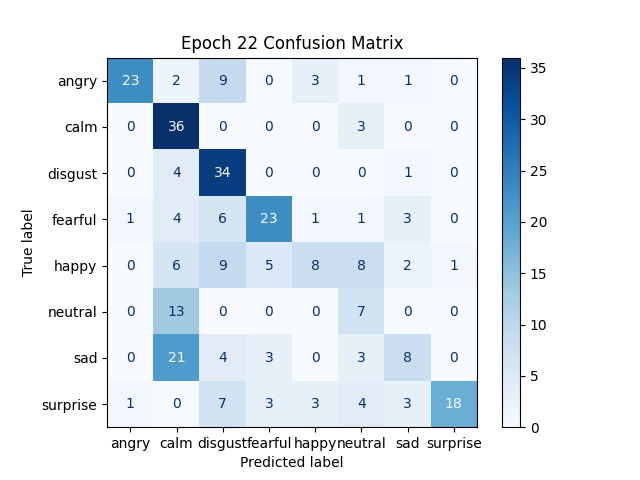 Epoch 22 Confusion Matrix
True label
angry 23 2 9 0 3 1 1 0
calm 0 36 0 0 0 3 0 0
disgust 0 4 34 0 0 0 1 0
fearful 1 4 6 23 1 1 3 0
happy 0 6 9 5 8 8 2 1
neutral 0 13 0 0 0 7 0 0
sad 0 21 4 3 0 3 8 0
surprise 1 0 7 3 3 4 3 18
angry calm disgust fearful happy neutral sad surprise
Predicted label
35
30
25
20
15
10
5
0